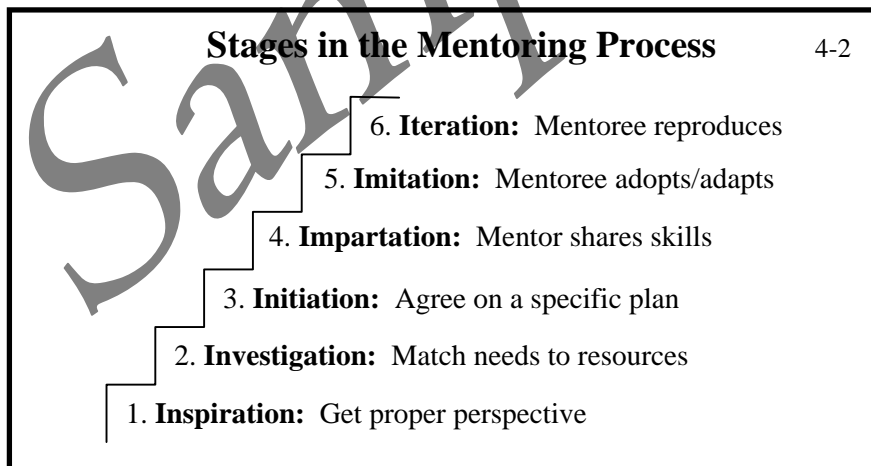 Stages in the Mentoring Process 4-2
6. Iteration: Mentoree reproduces
5. Imitation: Mentoree adopts/adapts
4. Impartation: Mentor shares skills
3. Initiation: Agree on a specific plan
2. Investigation: Match needs to resources
1. Inspiration: Get proper perspective